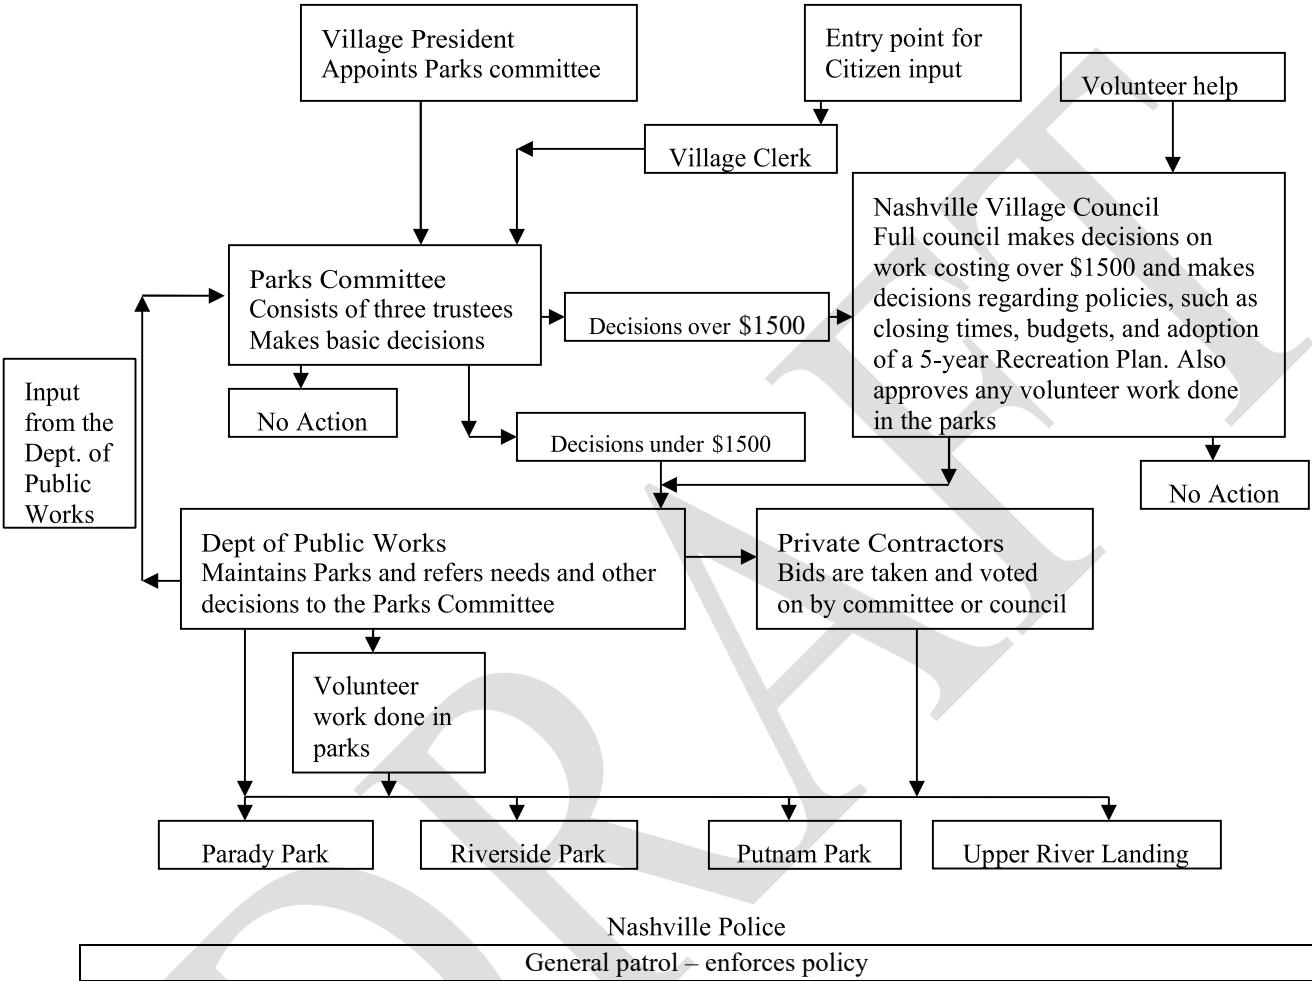 Village President
Appoints Parks committee
Entry point for
Citizen input
Volunteer help
Village Clerk
Nashville Village Council
Full council makes decisions on
work costing over $1500 and makes
decisions regarding policies, such as
closing times, budgets, and adoption
of a 5-year Recreation Plan. Also
approves any volunteer work done
in the parks
Parks Committee
Consists of three trustees
Makes basic decisions
Decisions over $1500
Input
from the
Dept. of
Public
Works
No Action
Decisions under $1500
No Action
Dept of Public Works
Maintains Parks and refers needs and other
decisions to the Parks Committee
Private Contractors
Bids are taken and voted
on by committee or council
Volunteer
work done in
parks
Parady Park
Riverside Park
Putnam Park
Upper River Landing
Nashville Police
General patrol – enforces policy
DRAFT